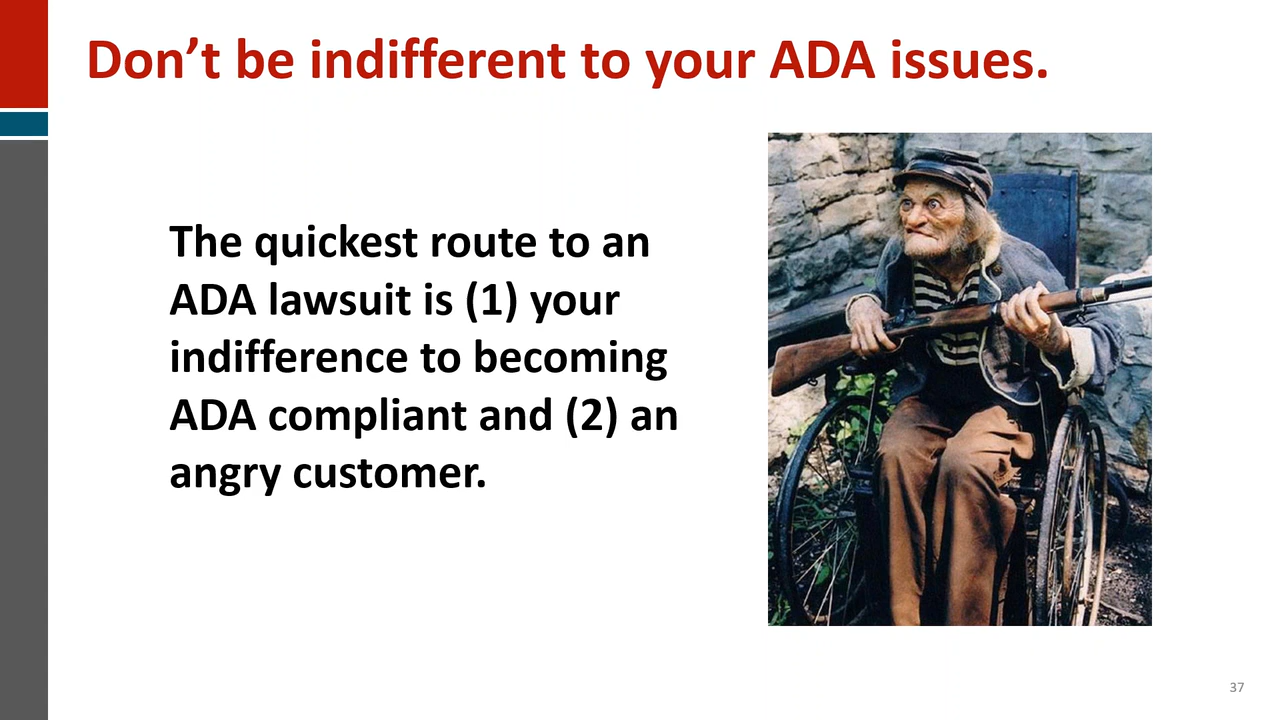 Don’t be indifferent to your ADA issues.
The quickest route to an
ADA lawsuit is (1) your
indifference to becoming
ADA compliant and (2) an
angry customer.
37